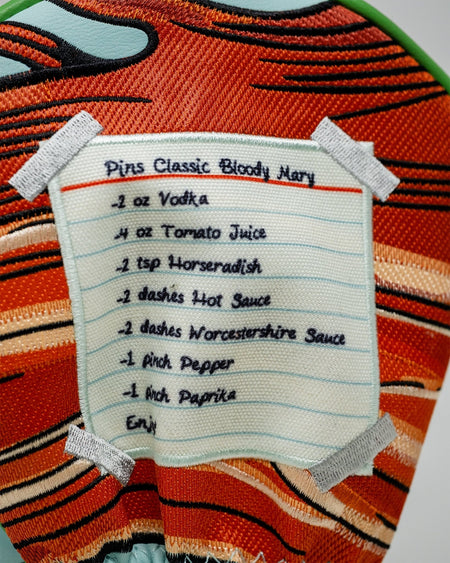 Pins Classic Bloody Mary
-2 oz Vodka
-4 oz Tomato Juice
-2 tsp Horseradish
-2 dashes Hot Sauce
-2 dashes Worcestershire Sauce
-1 pinch Pepper
-1 pinch Paprika
Enjoy